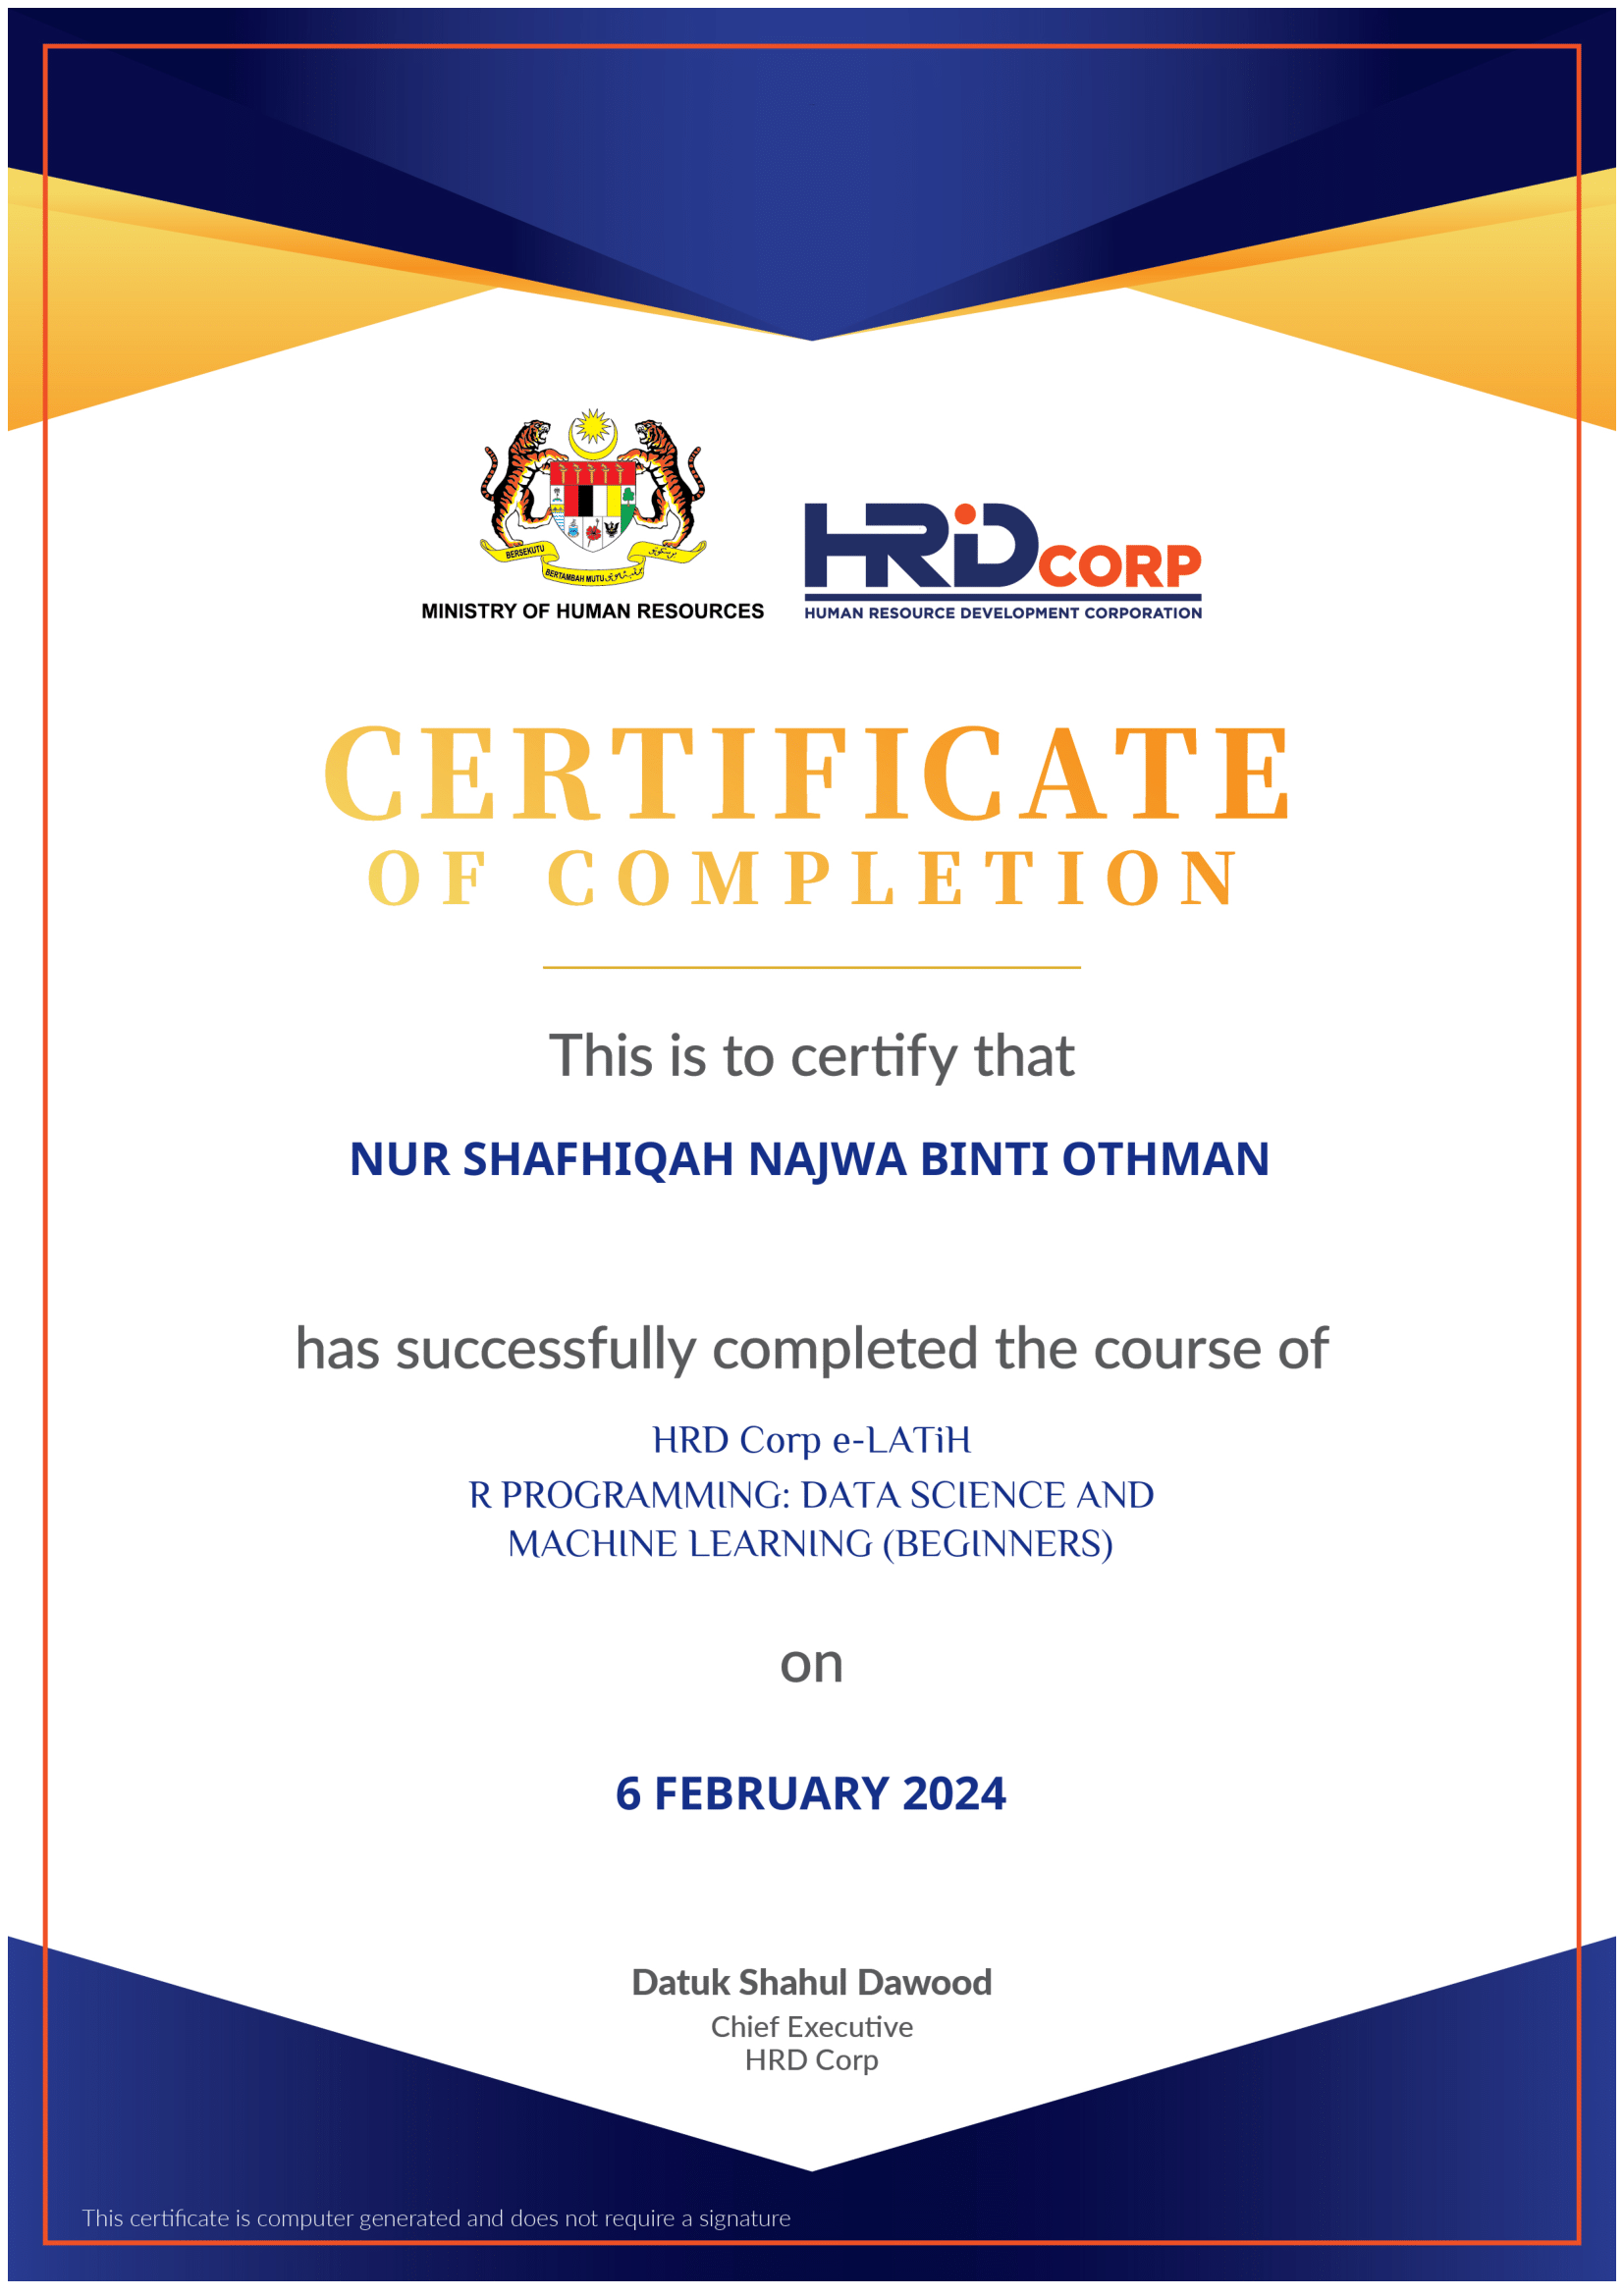 BERSEKUTU
BERTAMBAH MUTU
MINISTRY OF HUMAN RESOURCES
HRD CORP
HUMAN RESOURCE DEVELOPMENT CORPORATION
CERTIFICATE
OF COMPLETION
This is to certify that
NUR SHAFHIQAH NAJWA BINTI OTHMAN
has successfully completed the course of
HRD Corp e-LATiH
R PROGRAMMING: DATA SCIENCE AND
MACHINE LEARNING (BEGINNERS)
on
6 FEBRUARY 2024
Datuk Shahul Dawood
Chief Executive
HRD Corp
This certificate is computer generated and does not require a signature